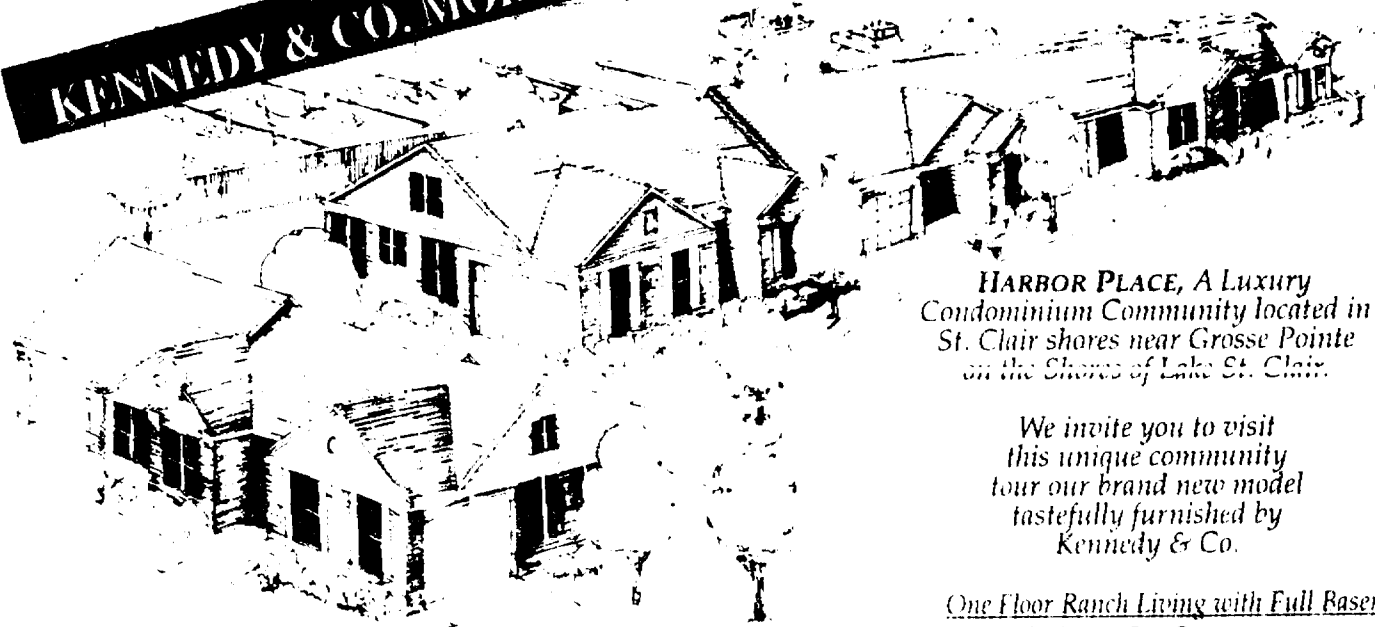 KENNEDY & CO.
HARBOR PLACE, A Luxury
Condominium Community located in
St. Clair shores near Grosse Pointe
on the Shores of Lake St. Clair.
We invite you to visit
this unique community
tour our brand new model
tastefully furnished by
Kennedy & Co.
One Floor Ranch Living with Full